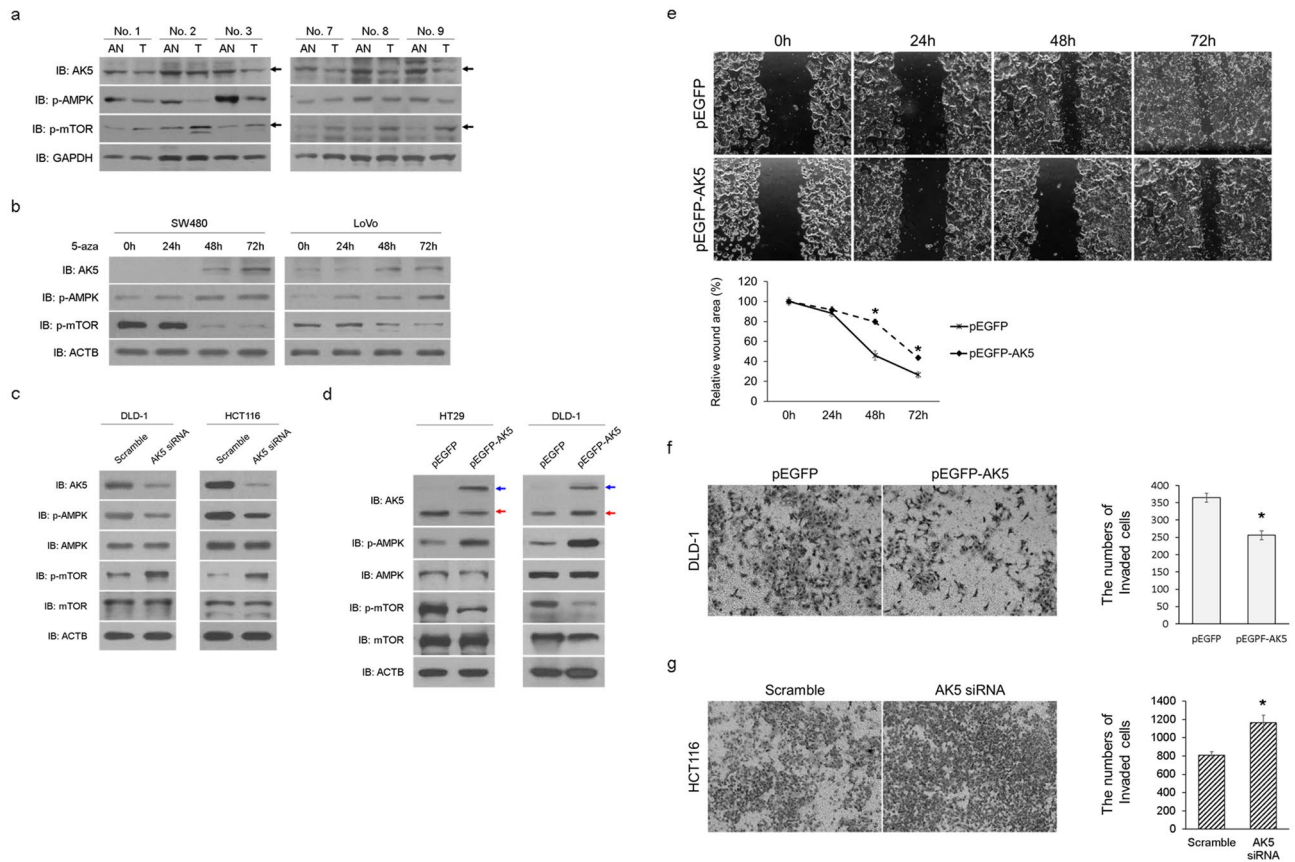 a
No. 1 No. 2 No. 3 No. 7 No. 8 No. 9
AN T AN T AN T AN T AN T AN T
IB: AK5
IB: p-AMPK
IB: p-mTOR
IB: GAPDH
b
SW480 LoVo
5-aza 0h 24h 48h 72h 0h 24h 48h 72h
IB: AK5
IB: p-AMPK
IB: p-mTOR
IB: ACTB
c
DLD-1 HCT116
Scramble AK5 siRNA Scramble AK5 siRNA
IB: AK5
IB: p-AMPK
IB: AMPK
IB: p-mTOR
IB: mTOR
IB: ACTB
d
HT29 DLD-1
pEGFP pEGFP-AK5 pEGFP pEGFP-AK5
IB: AK5
IB: p-AMPK
IB: AMPK
IB: p-mTOR
IB: mTOR
IB: ACTB
e
0h 24h 48h 72h
pEGFP
pEGFP-AK5
Relative wound area (%)
120
100
80
60
40
20
0
* *
0h 24h 48h 72h
pEGFP
pEGFP-AK5
f
pEGFP pEGFP-AK5
DLD-1
The numbers of
Invaded cells
400
350
300
250
200
150
100
50
0
*
pEGFP pEGPF-AK5
g
Scramble AK5 siRNA
HCT116
The numbers of
Invaded cells
1400
1200
1000
800
600
400
200
0
*
Scramble AK5
siRNA